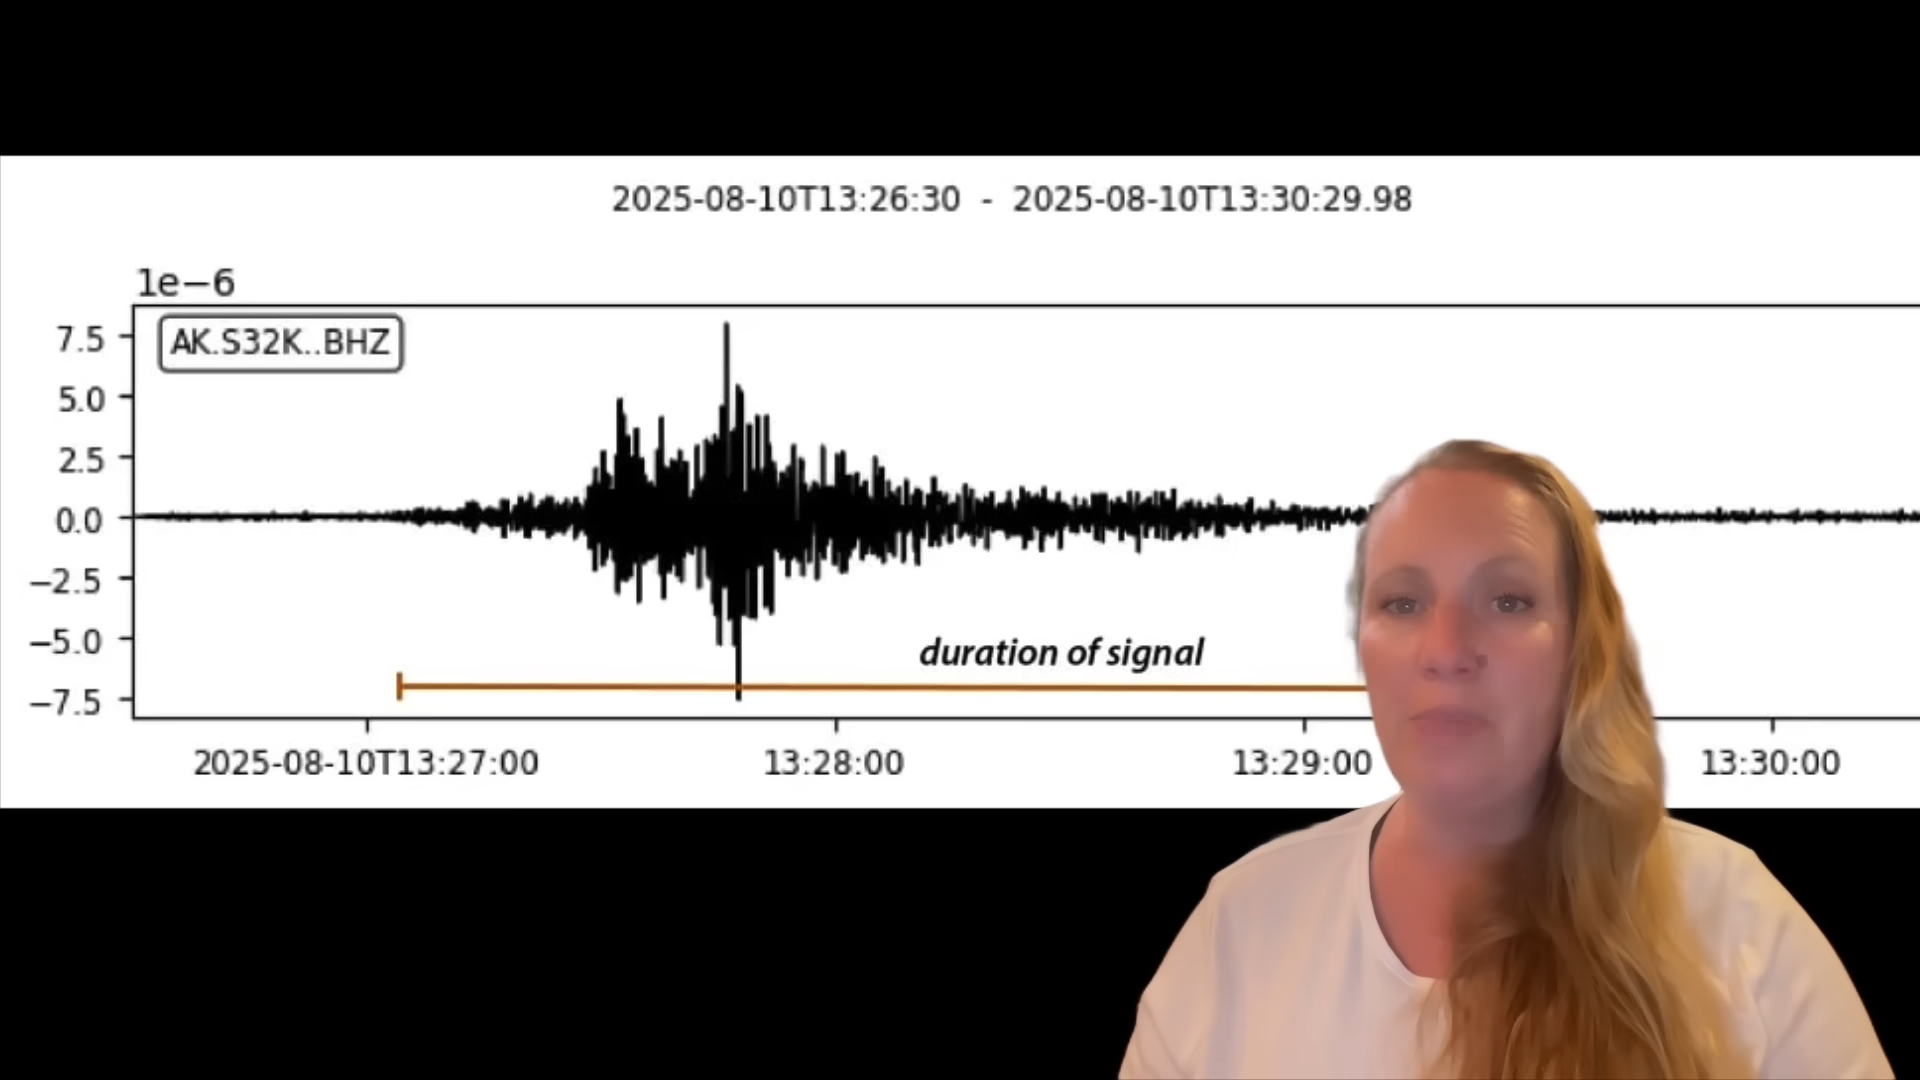 2025-08-10T13:26:30 - 2025-08-10T13:30:29.98
1e−6
AK.S32K..BHZ
7.5
5.0
2.5
0.0
−2.5
−5.0
−7.5
duration of signal
2025-08-10T13:27:00 13:28:00 13:29:00 13:30:00